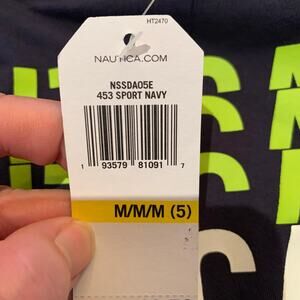 HT2470
NAUTICA.COM
NSSDA05E
453 SPORT NAVY
1 93579 81091 7
M/M/M (5)